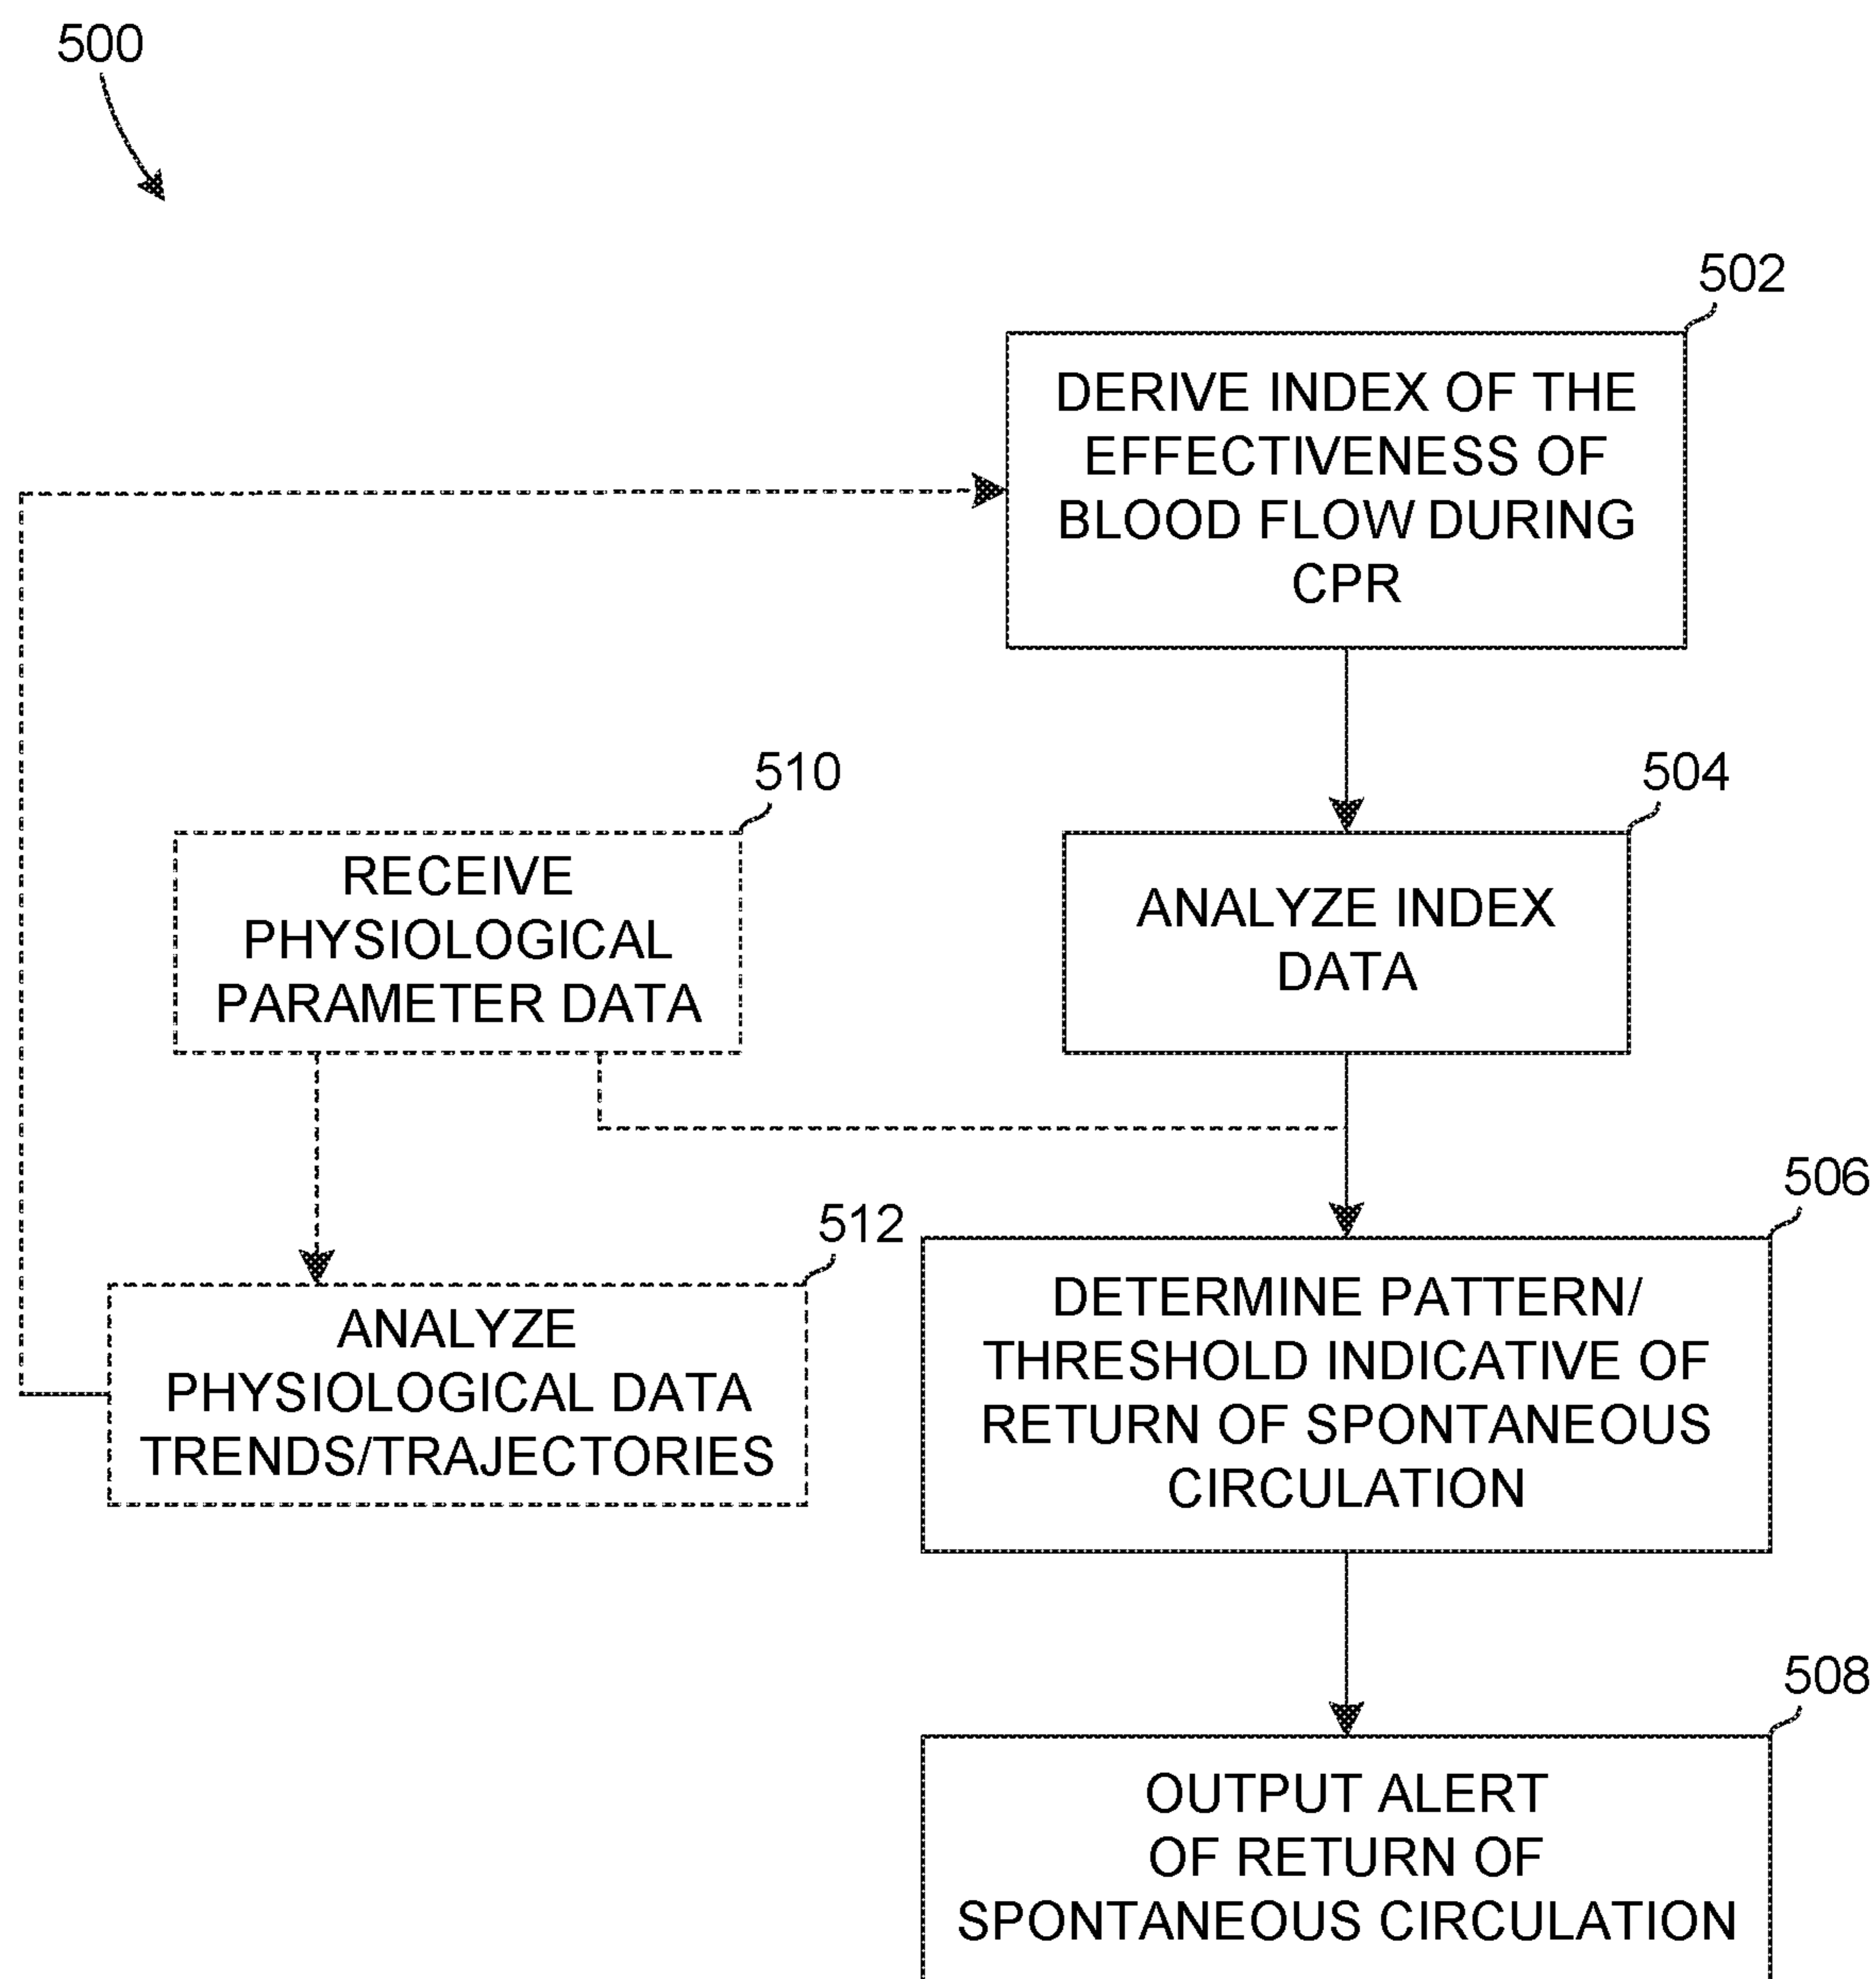 500
502
DERIVE INDEX OF THE
EFFECTIVENESS OF
BLOOD FLOW DURING
CPR
510
504
RECEIVE
PHYSIOLOGICAL
PARAMETER DATA
ANALYZE INDEX
DATA
506
512
ANALYZE
PHYSIOLOGICAL DATA
TRENDS/TRAJECTORIES
DETERMINE PATTERN/
THRESHOLD INDICATIVE OF
RETURN OF SPONTANEOUS
CIRCULATION
508
OUTPUT ALERT
OF RETURN OF
SPONTANEOUS CIRCULATION